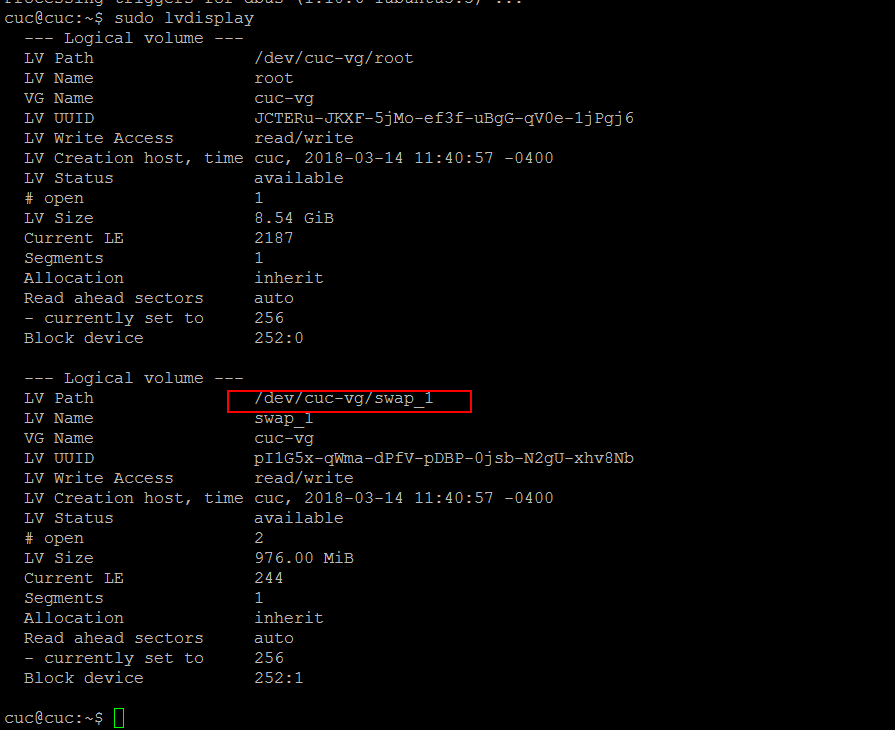 Processing triggers for dbus (1.10.6-1ubuntu3.3) ...
cuc@cuc:~$ sudo lvdisplay
--- Logical volume ---
LV Path                /dev/cuc-vg/root
LV Name                root
VG Name                cuc-vg
LV UUID                JCTERu-JKXF-5jMo-ef3f-uBgG-qV0e-1jPgj6
LV Write Access        read/write
LV Creation host, time cuc, 2018-03-14 11:40:57 -0400
LV Status              available
# open                 1
LV Size                8.54 GiB
Current LE             2187
Segments               1
Allocation             inherit
Read ahead sectors     auto
- currently set to     256
Block device           252:0
--- Logical volume ---
LV Path                /dev/cuc-vg/swap_1
LV Name                swap_1
VG Name                cuc-vg
LV UUID                pI1G5x-qWma-dPfV-pDBP-0jsb-N2gU-xhv8Nb
LV Write Access        read/write
LV Creation host, time cuc, 2018-03-14 11:40:57 -0400
LV Status              available
# open                 2
LV Size                976.00 MiB
Current LE             244
Segments               1
Allocation             inherit
Read ahead sectors     auto
- currently set to     256
Block device           252:1
cuc@cuc:~$